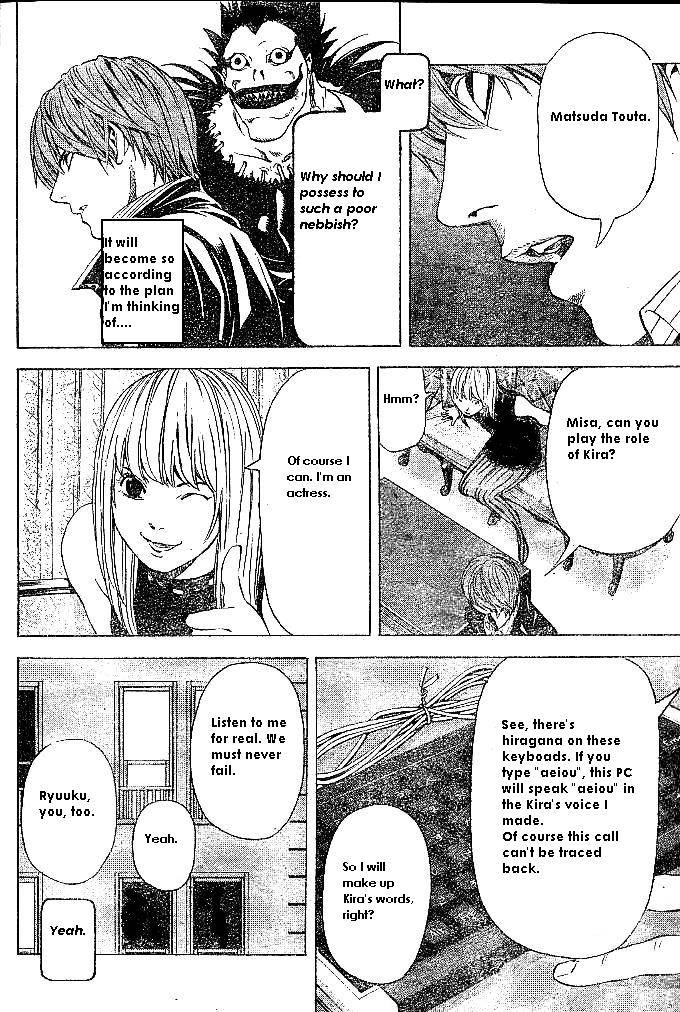 Matsuda Touta.
What?
Why should I
possess to
such a poor
nebbish?
It will
become so
according
to the plan
I'm thinking
of....
Misa, can you
play the role
of Kira?
Hmm?
Of course I
can. I'm an
actress.
See, there's
hiragana on these
keyboads. If you
type "aeiou", this PC
will speak "aeiou" in
the Kira's voice I
made.
Of course this call
can't be traced
back.
So I will
make up
Kira's words,
right?
Listen to me
for real. We
must never
fail.
Yeah.
Ryuuku,
you, too.
Yeah.